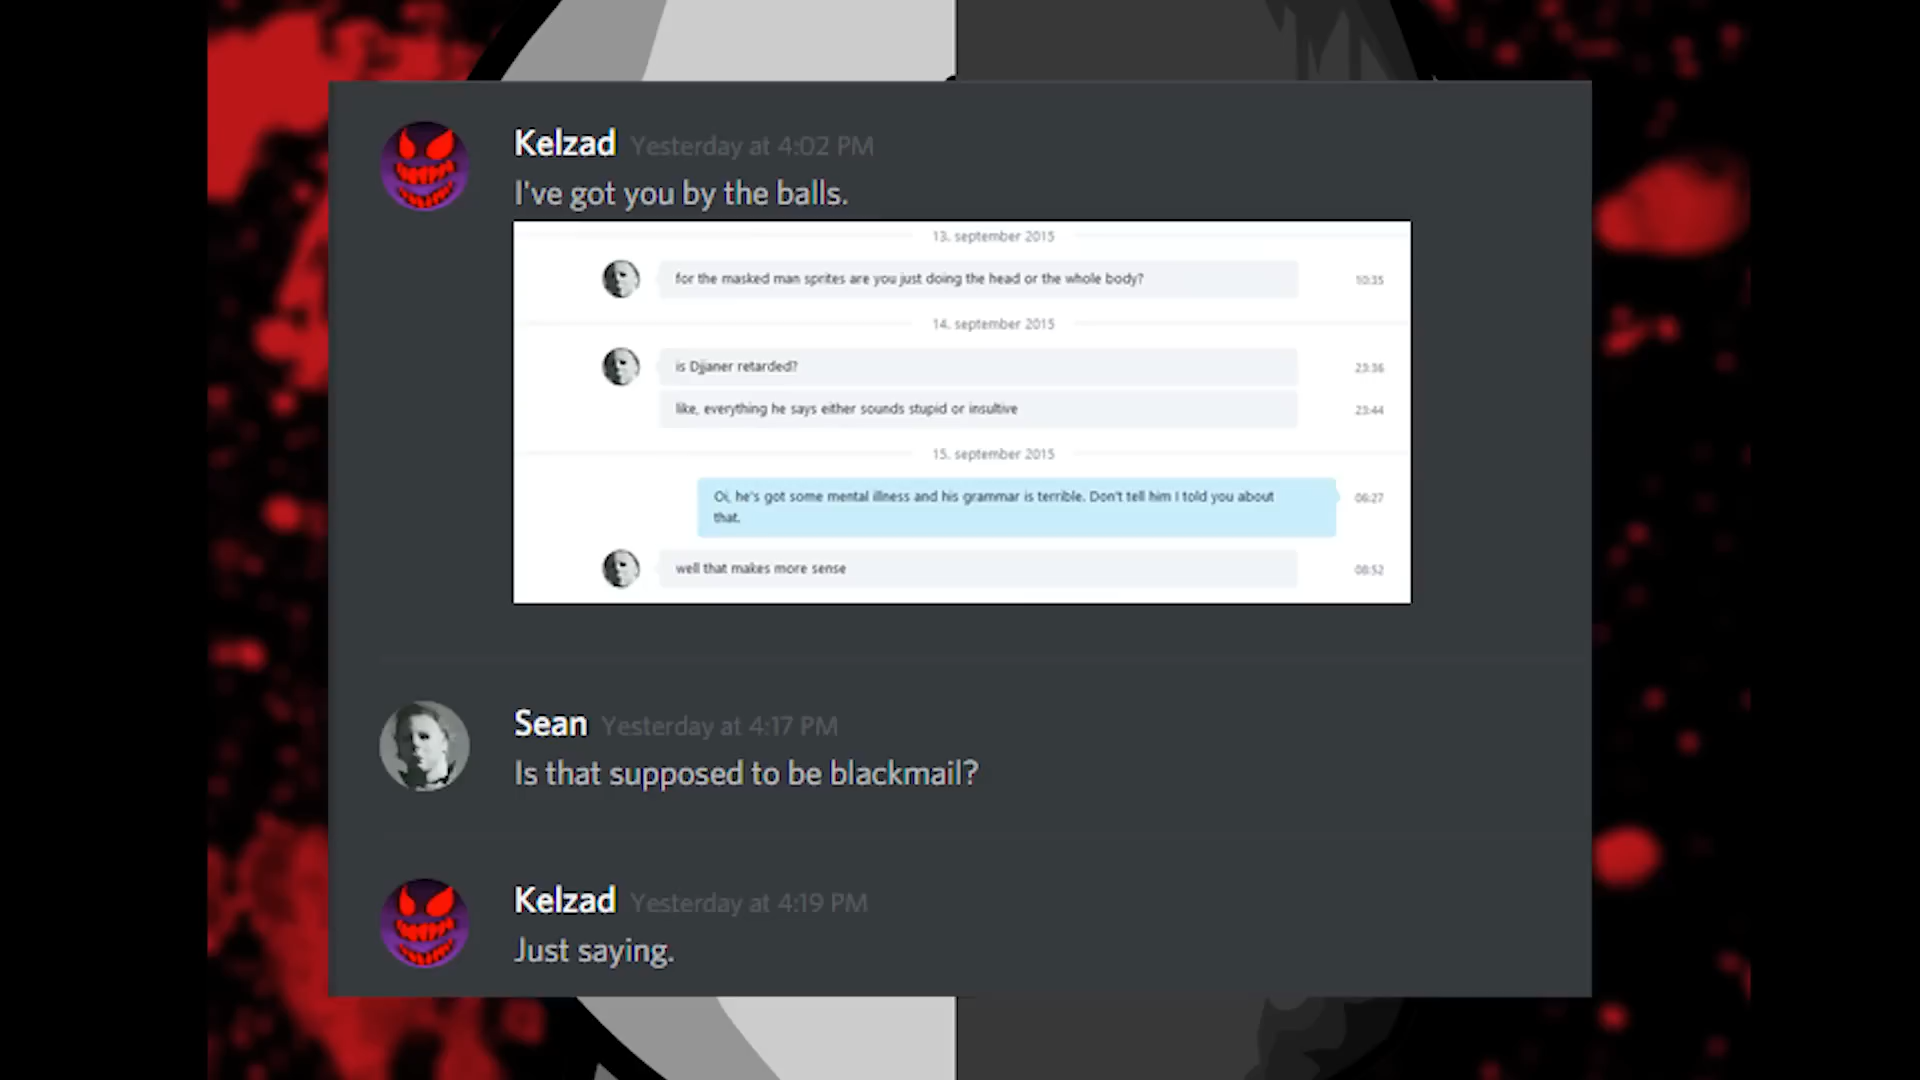 Kelzad Yesterday at 4:02 PM
I've got you by the balls.
13. september 2015
for the masked man sprites are you just doing the head or the whole body? 10:35
14. september 2015
is Djjaner retarded? 23:36
like, everything he says either sounds stupid or insultive 23:44
15. september 2015
Oi, he's got some mental illness and his grammar is terrible. Don't tell him I told you about 06:27
that.
well that makes more sense 08:52
Sean Yesterday at 4:17 PM
Is that supposed to be blackmail?
Kelzad Yesterday at 4:19 PM
Just saying.